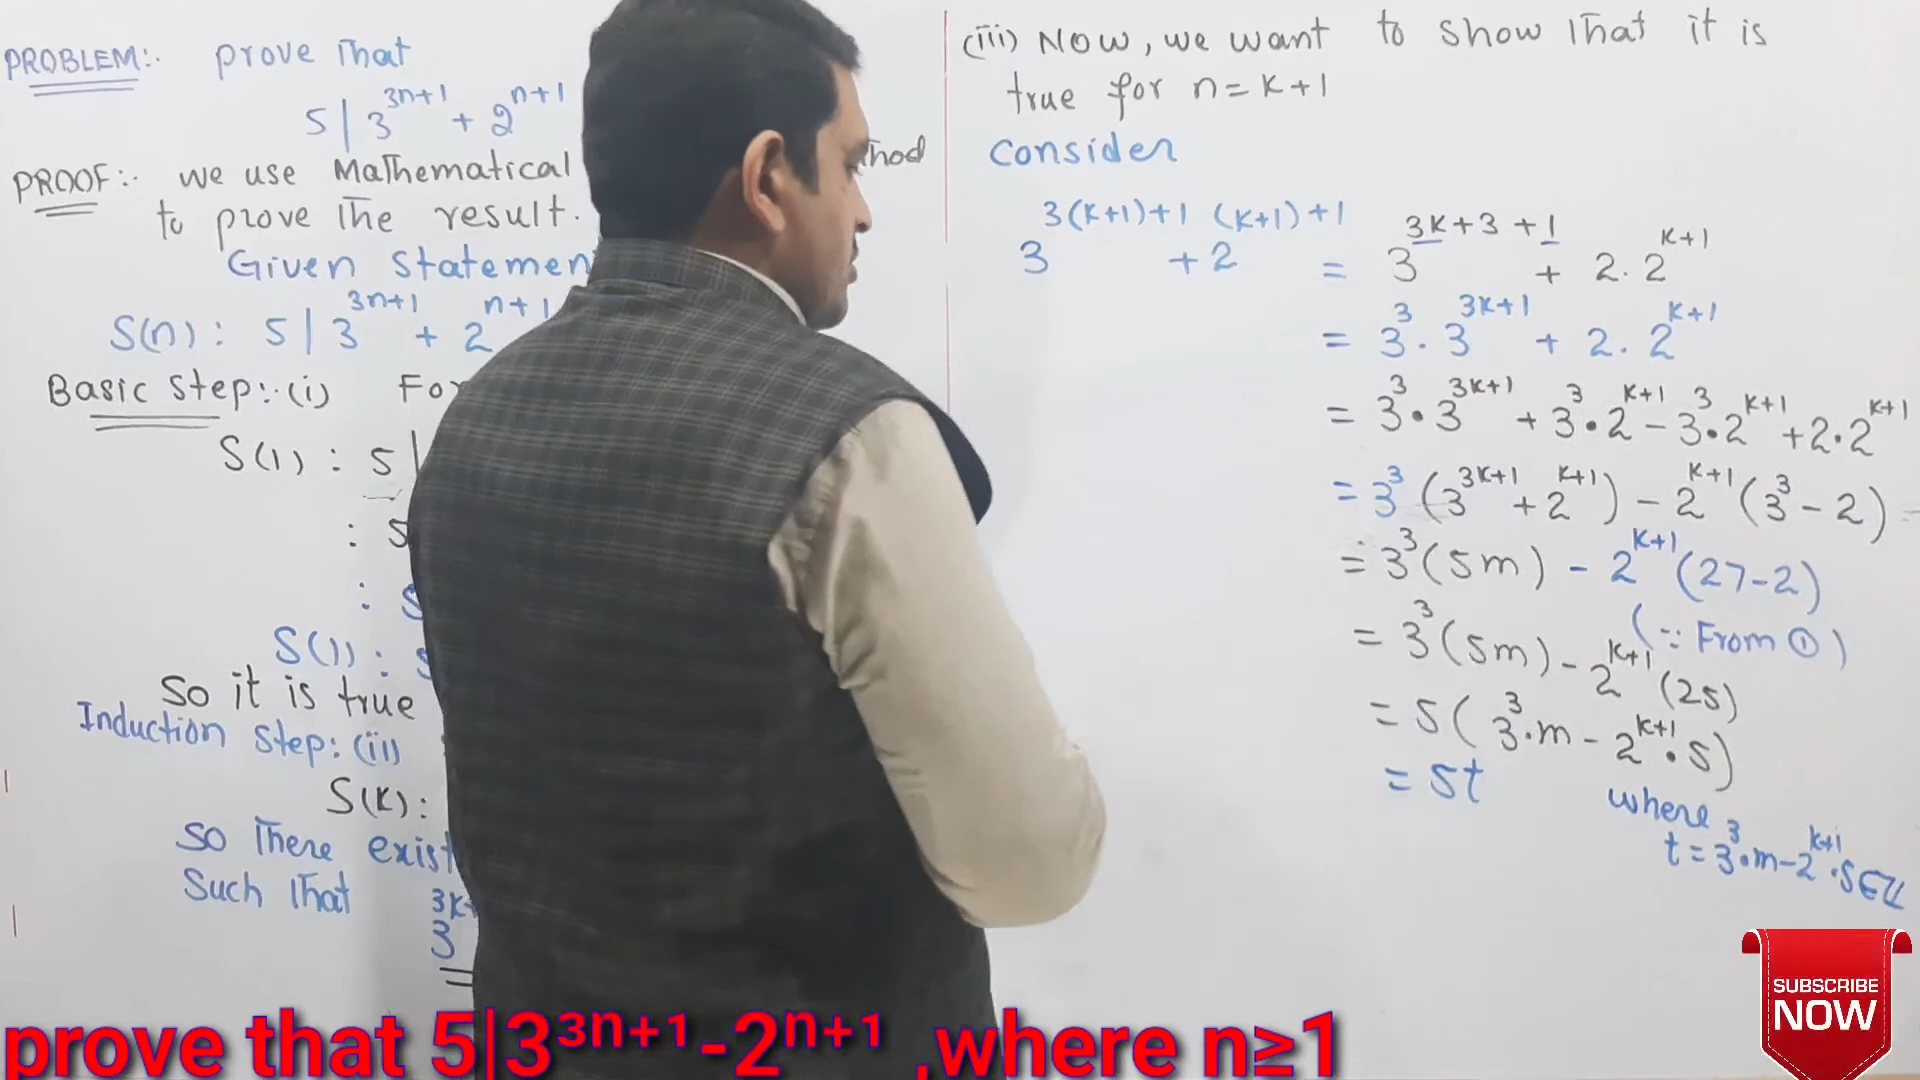 PROBLEM:. prove that
5 | 3^{3n+1} + 2^{n+1}
PROOF:. we use Mathematical
to prove the result.
Given statemen
S(n): 5 | 3^{3n+1} + 2^{n+1}
Basic step:.(i) For
S(1) : 5 |
: 5
:
S(1) :
So it is true
Induction step: (ii)
S(k):
So there exist
such that
3^{3k+
(iii) Now, we want to show that it is
true for n = k+1
Consider
3^{3(k+1)+1} + 2^{(k+1)+1} = 3^{3k+3+1} + 2.2^{k+1}
= 3^3 . 3^{3k+1} + 2.2^{k+1}
= 3^3 • 3^{3k+1} + 3^3 • 2^{k+1} - 3^3 • 2^{k+1} + 2•2^{k+1}
= 3^3 (3^{3k+1} + 2^{k+1}) - 2^{k+1} (3^3 - 2)
= 3^3 (5m) - 2^{k+1} (27-2)
(∵ From ①)
= 3^3 (5m) - 2^{k+1} (25)
= 5 ( 3^3 • m - 2^{k+1} • 5)
= 5t where
t = 3^3 • m - 2^{k+1} • 5 ∈ ℤ
SUBSCRIBE
NOW
prove that 5|3³ⁿ⁺¹-2ⁿ⁺¹ ,where n≥1